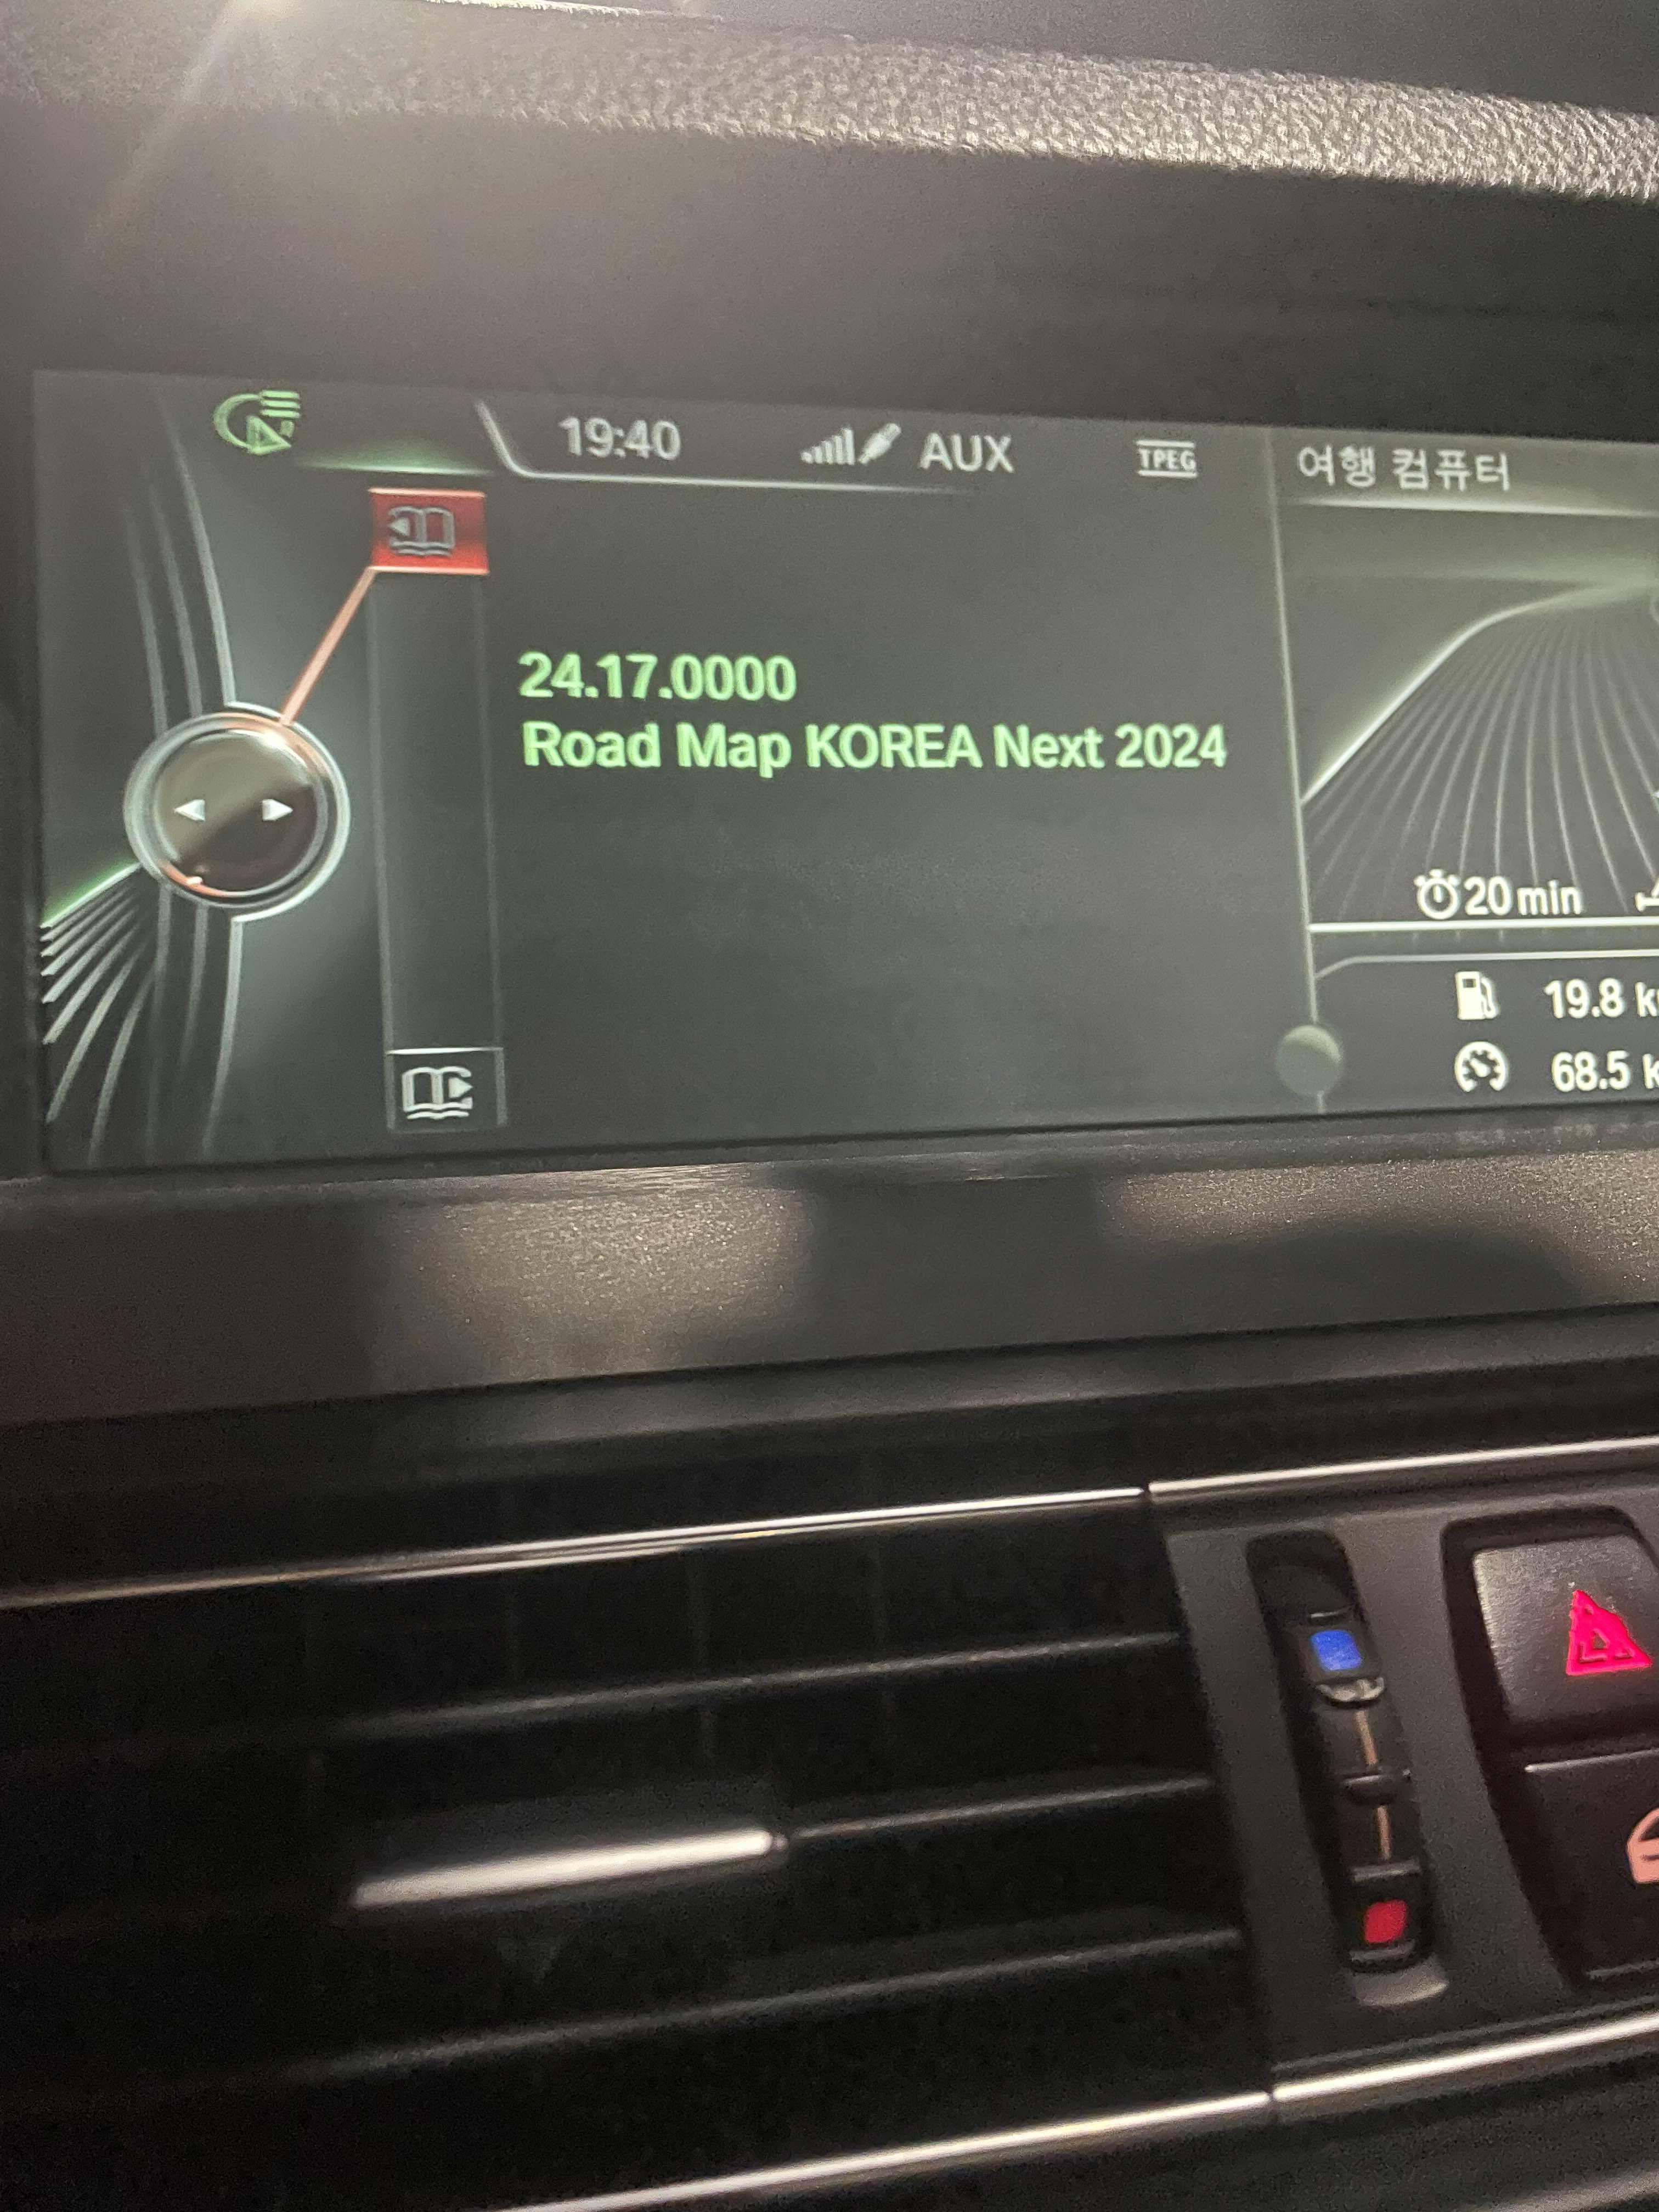 19:40 AUX TPEG
여행 컴퓨터
24.17.0000
Road Map KOREA Next 2024
20 min
19.8
68.5